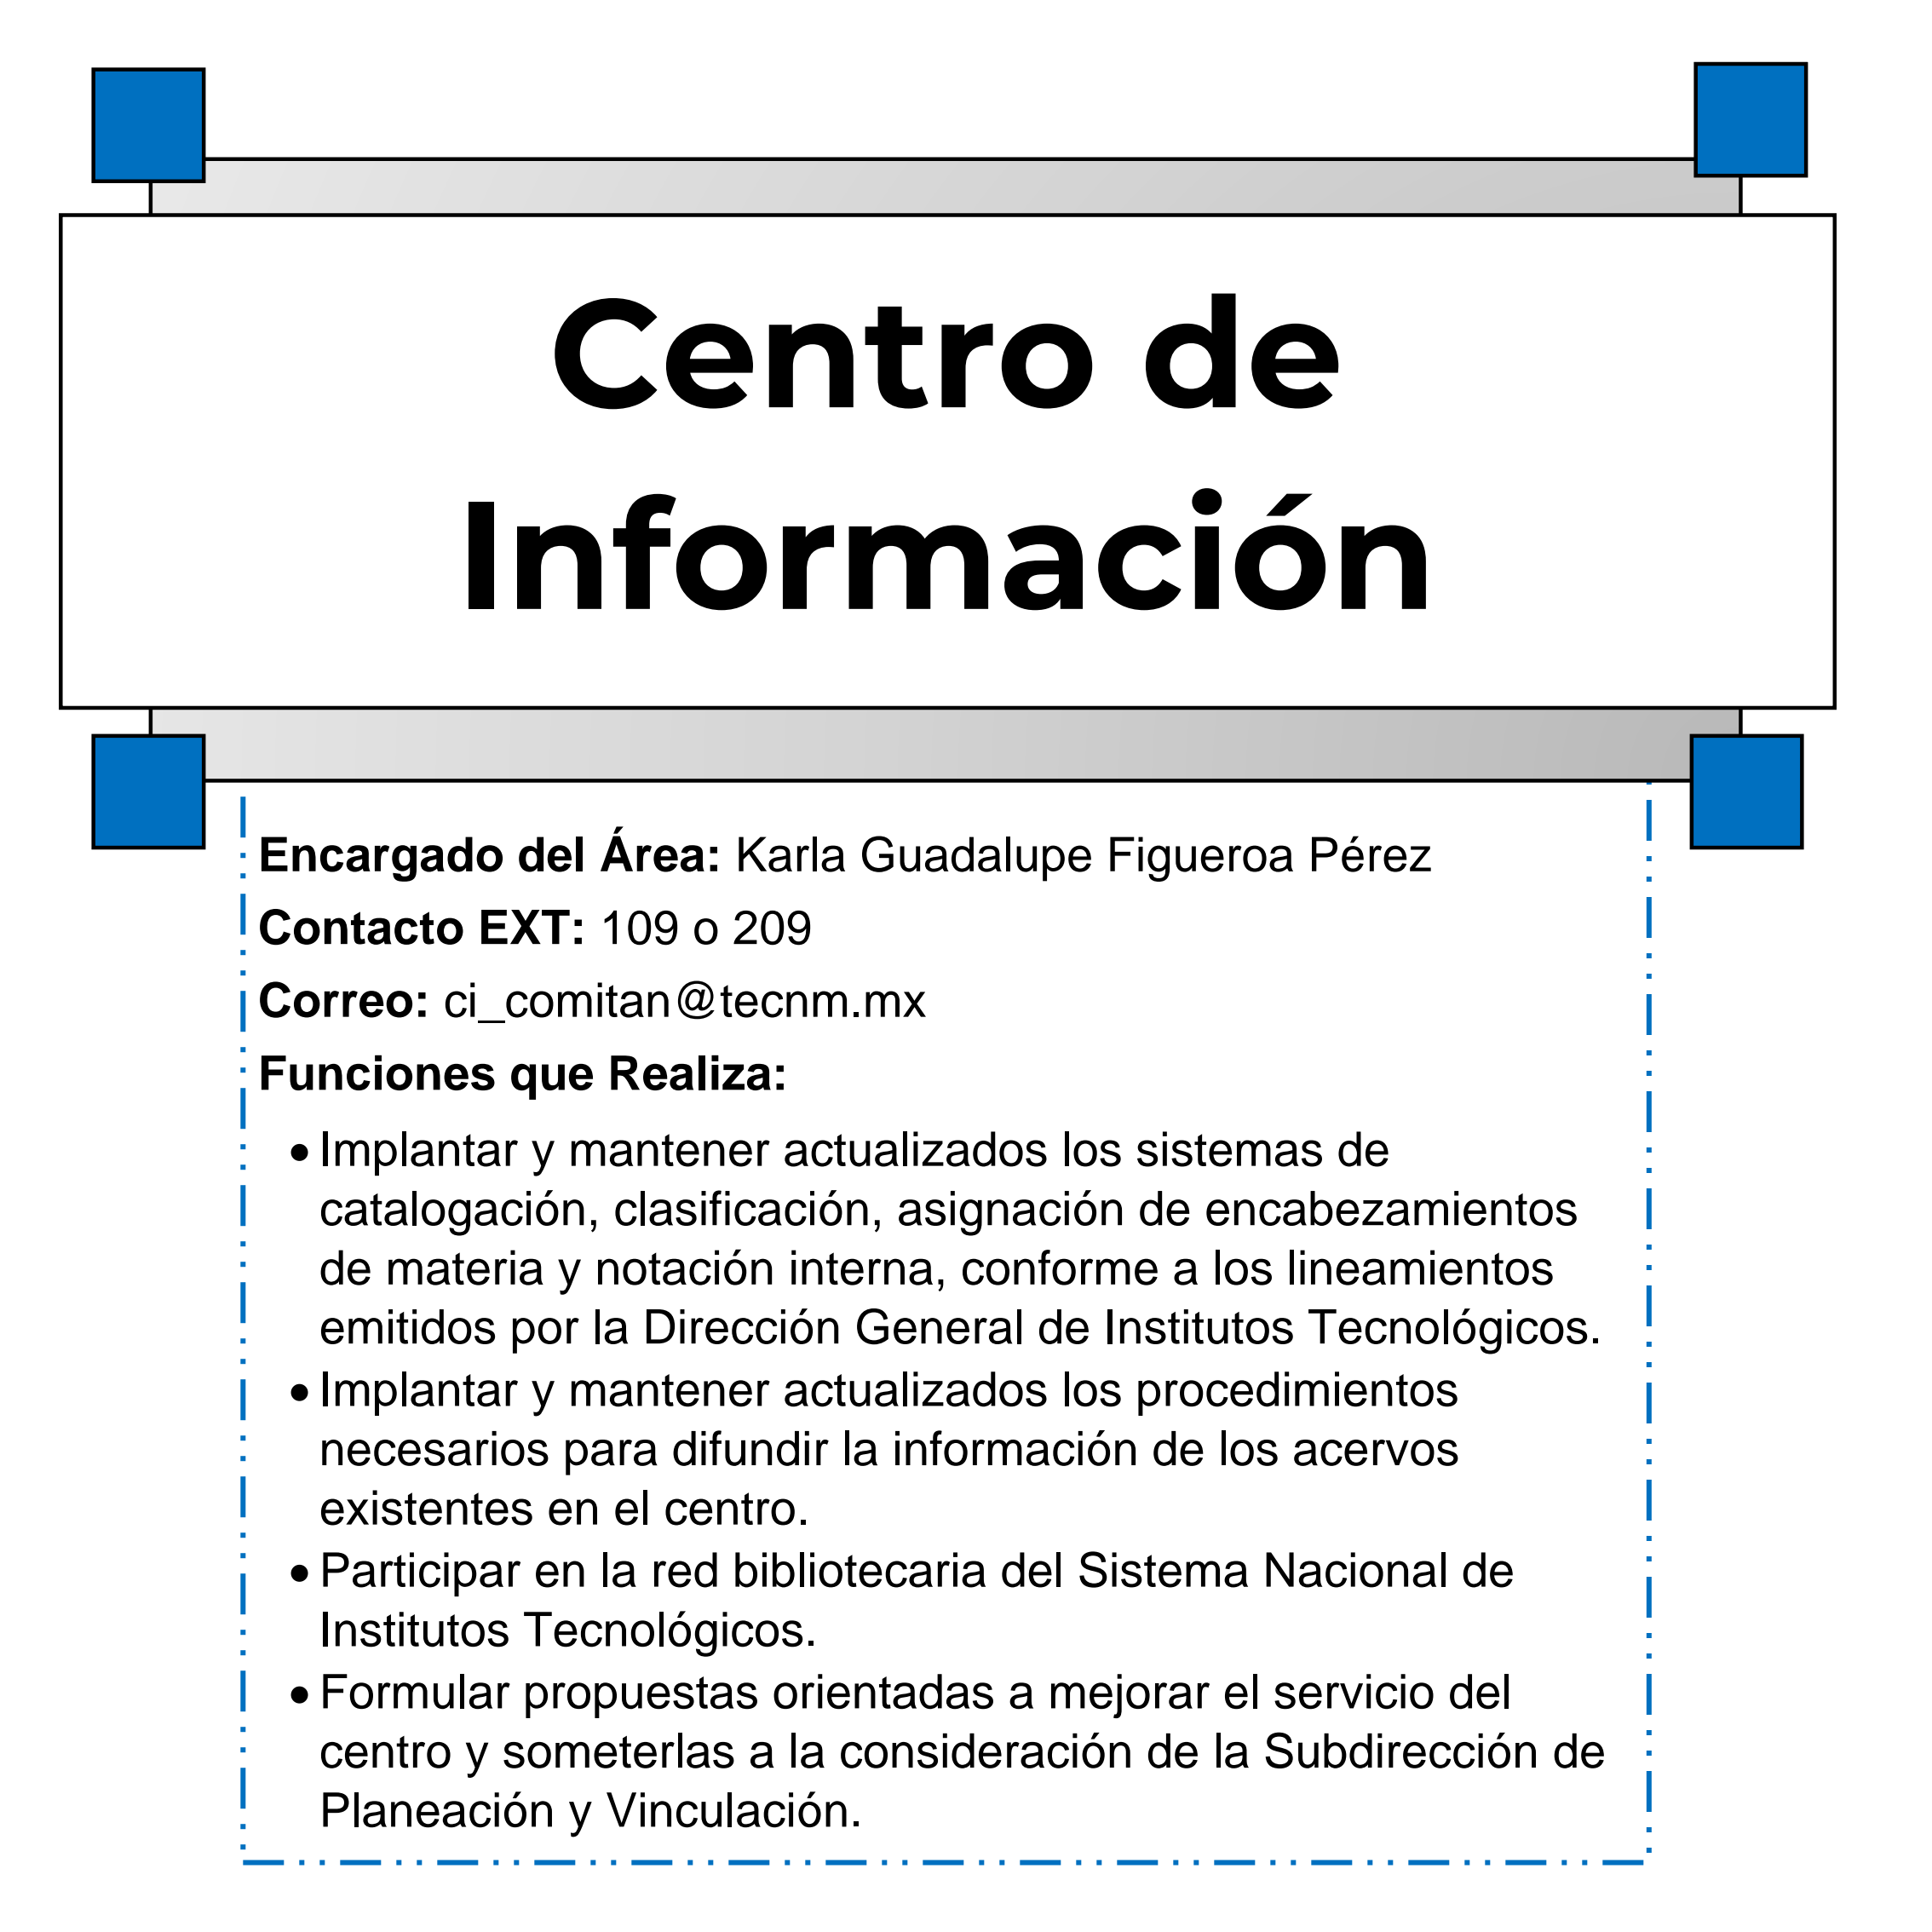 Centro de
Información
Encargado del Área: Karla Guadalupe Figueroa Pérez
Contacto EXT: 109 o 209
Correo: ci_comitan@tecnm.mx
Funciones que Realiza:
• Implantar y mantener actualizados los sistemas de
catalogación, clasificación, asignación de encabezamientos
de materia y notación interna, conforme a los lineamientos
emitidos por la Dirección General de Institutos Tecnológicos.
• Implantar y mantener actualizados los procedimientos
necesarios para difundir la información de los acervos
existentes en el centro.
• Participar en la red bibliotecaria del Sistema Nacional de
Institutos Tecnológicos.
• Formular propuestas orientadas a mejorar el servicio del
centro y someterlas a la consideración de la Subdirección de
Planeación y Vinculación.